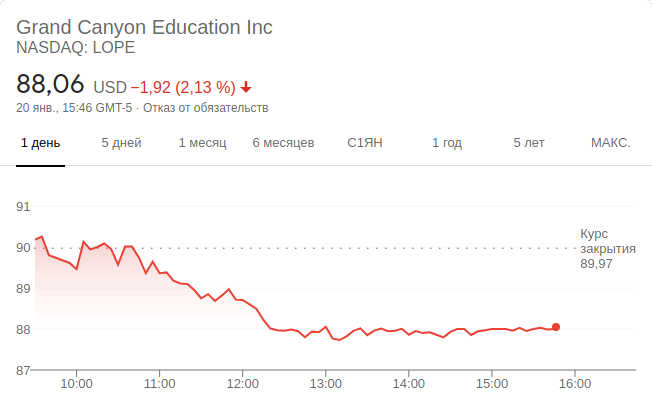 Grand Canyon Education Inc
NASDAQ: LOPE
88,06 USD −1,92 (2,13 %)
20 янв., 15:46 GMT-5 · Отказ от обязательств
1 день 5 дней 1 месяц 6 месяцев С1ЯН 1 год 5 лет МАКС.
91
90
89
88
87
Курс
закрытия
89,97
10:00 11:00 12:00 13:00 14:00 15:00 16:00